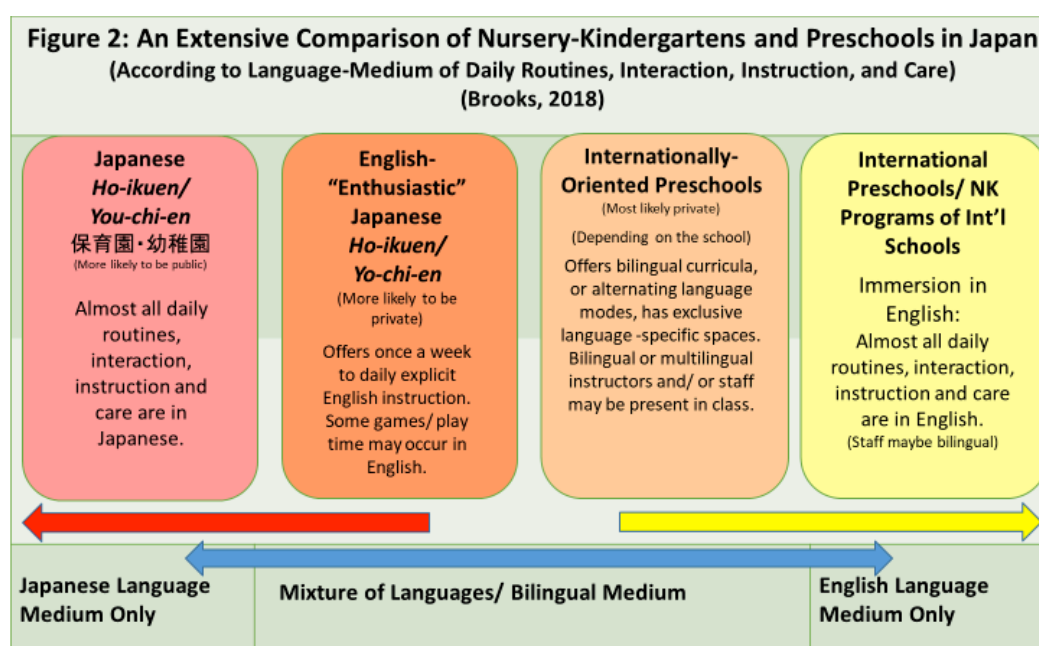 Figure 2: An Extensive Comparison of Nursery-Kindergartens and Preschools in Japan
(According to Language-Medium of Daily Routines, Interaction, Instruction, and Care)
(Brooks, 2018)
Japanese
Ho-ikuen/
You-chi-en
保育園・幼稚園
(More likely to be public)
Almost all daily
routines,
interaction,
instruction and
care are in
Japanese.
English-
“Enthusiastic”
Japanese
Ho-ikuen/
Yo-chi-en
(More likely to be
private)
Offers once a week
to daily explicit
English instruction.
Some games/ play
time may occur in
English.
Internationally-
Oriented Preschools
(Most likely private)
(Depending on the school)
Offers bilingual curricula,
or alternating language
modes, has exclusive
language -specific spaces.
Bilingual or multilingual
instructors and/ or staff
may be present in class.
International
Preschools/ NK
Programs of Int’l
Schools
Immersion in
English:
Almost all daily
routines, interaction,
instruction and care
are in English.
(Staff maybe bilingual)
Japanese Language
Medium Only
Mixture of Languages/ Bilingual Medium
English Language
Medium Only